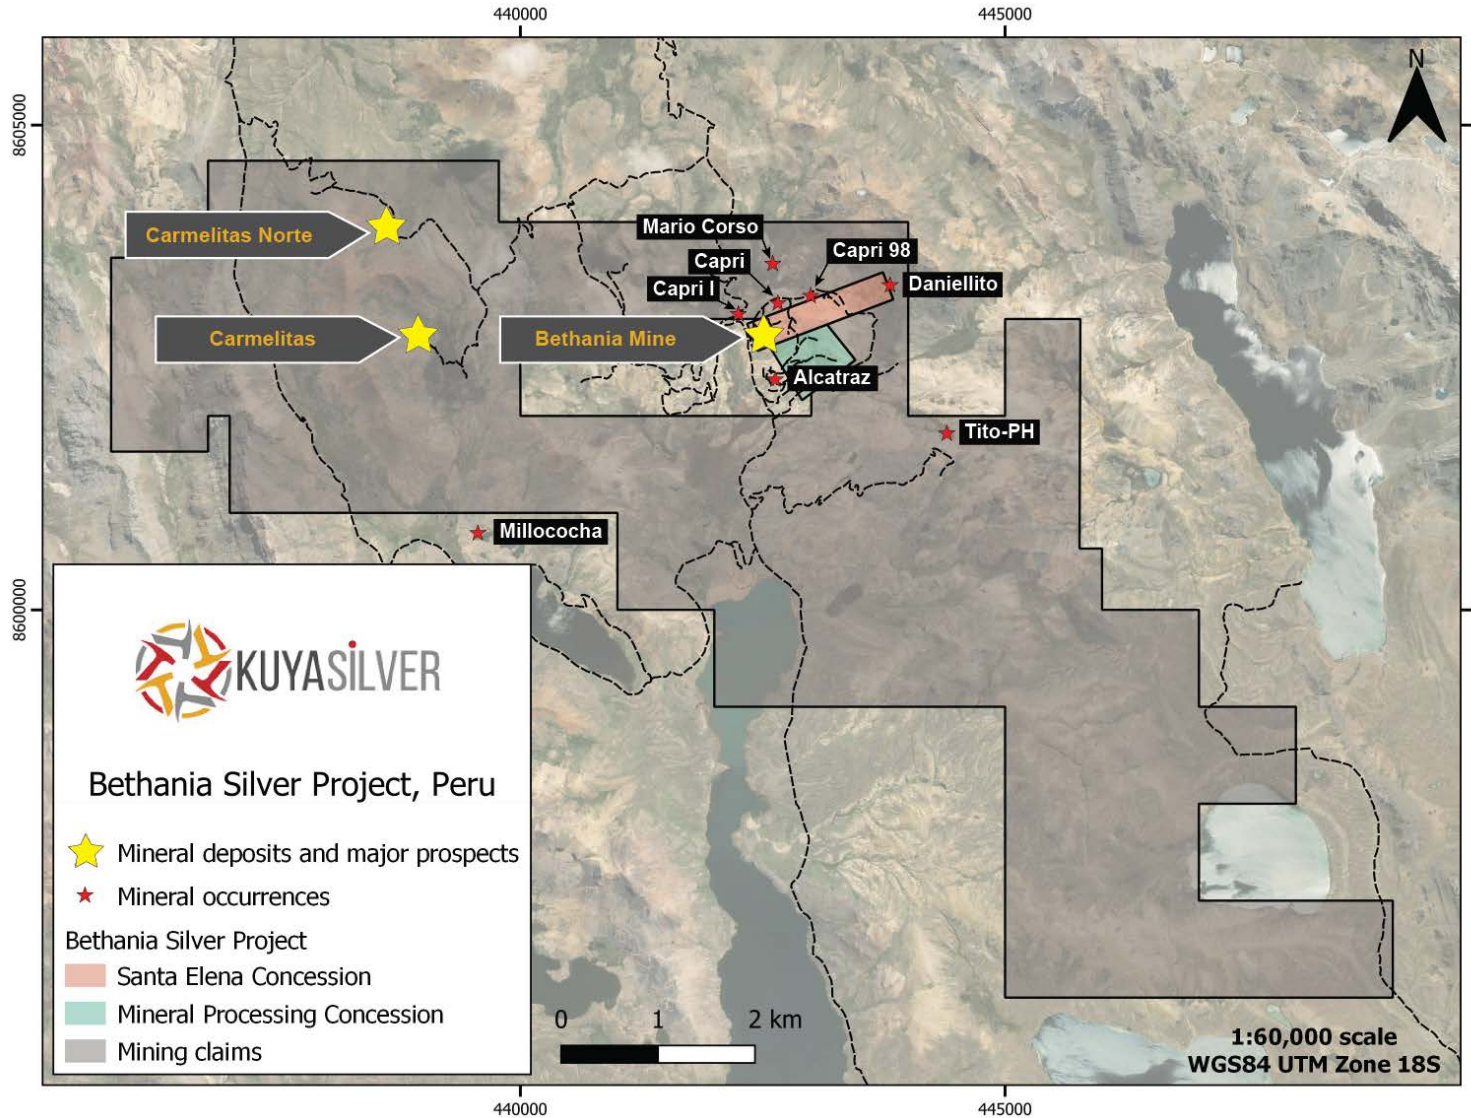 440000
445000
N
8605000
Mario Corso
Carmelitas Norte
Capri 98
Capri
Daniellito
Capri I
Carmelitas
Bethania Mine
Alcatraz
Tito-PH
Millococha
8600000
KUYASILVER
Bethania Silver Project, Peru
Mineral deposits and major prospects
Mineral occurrences
Bethania Silver Project
Santa Elena Concession
Mineral Processing Concession
Mining claims
0 1 2 km
1:60,000 scale
WGS84 UTM Zone 18S
440000
445000